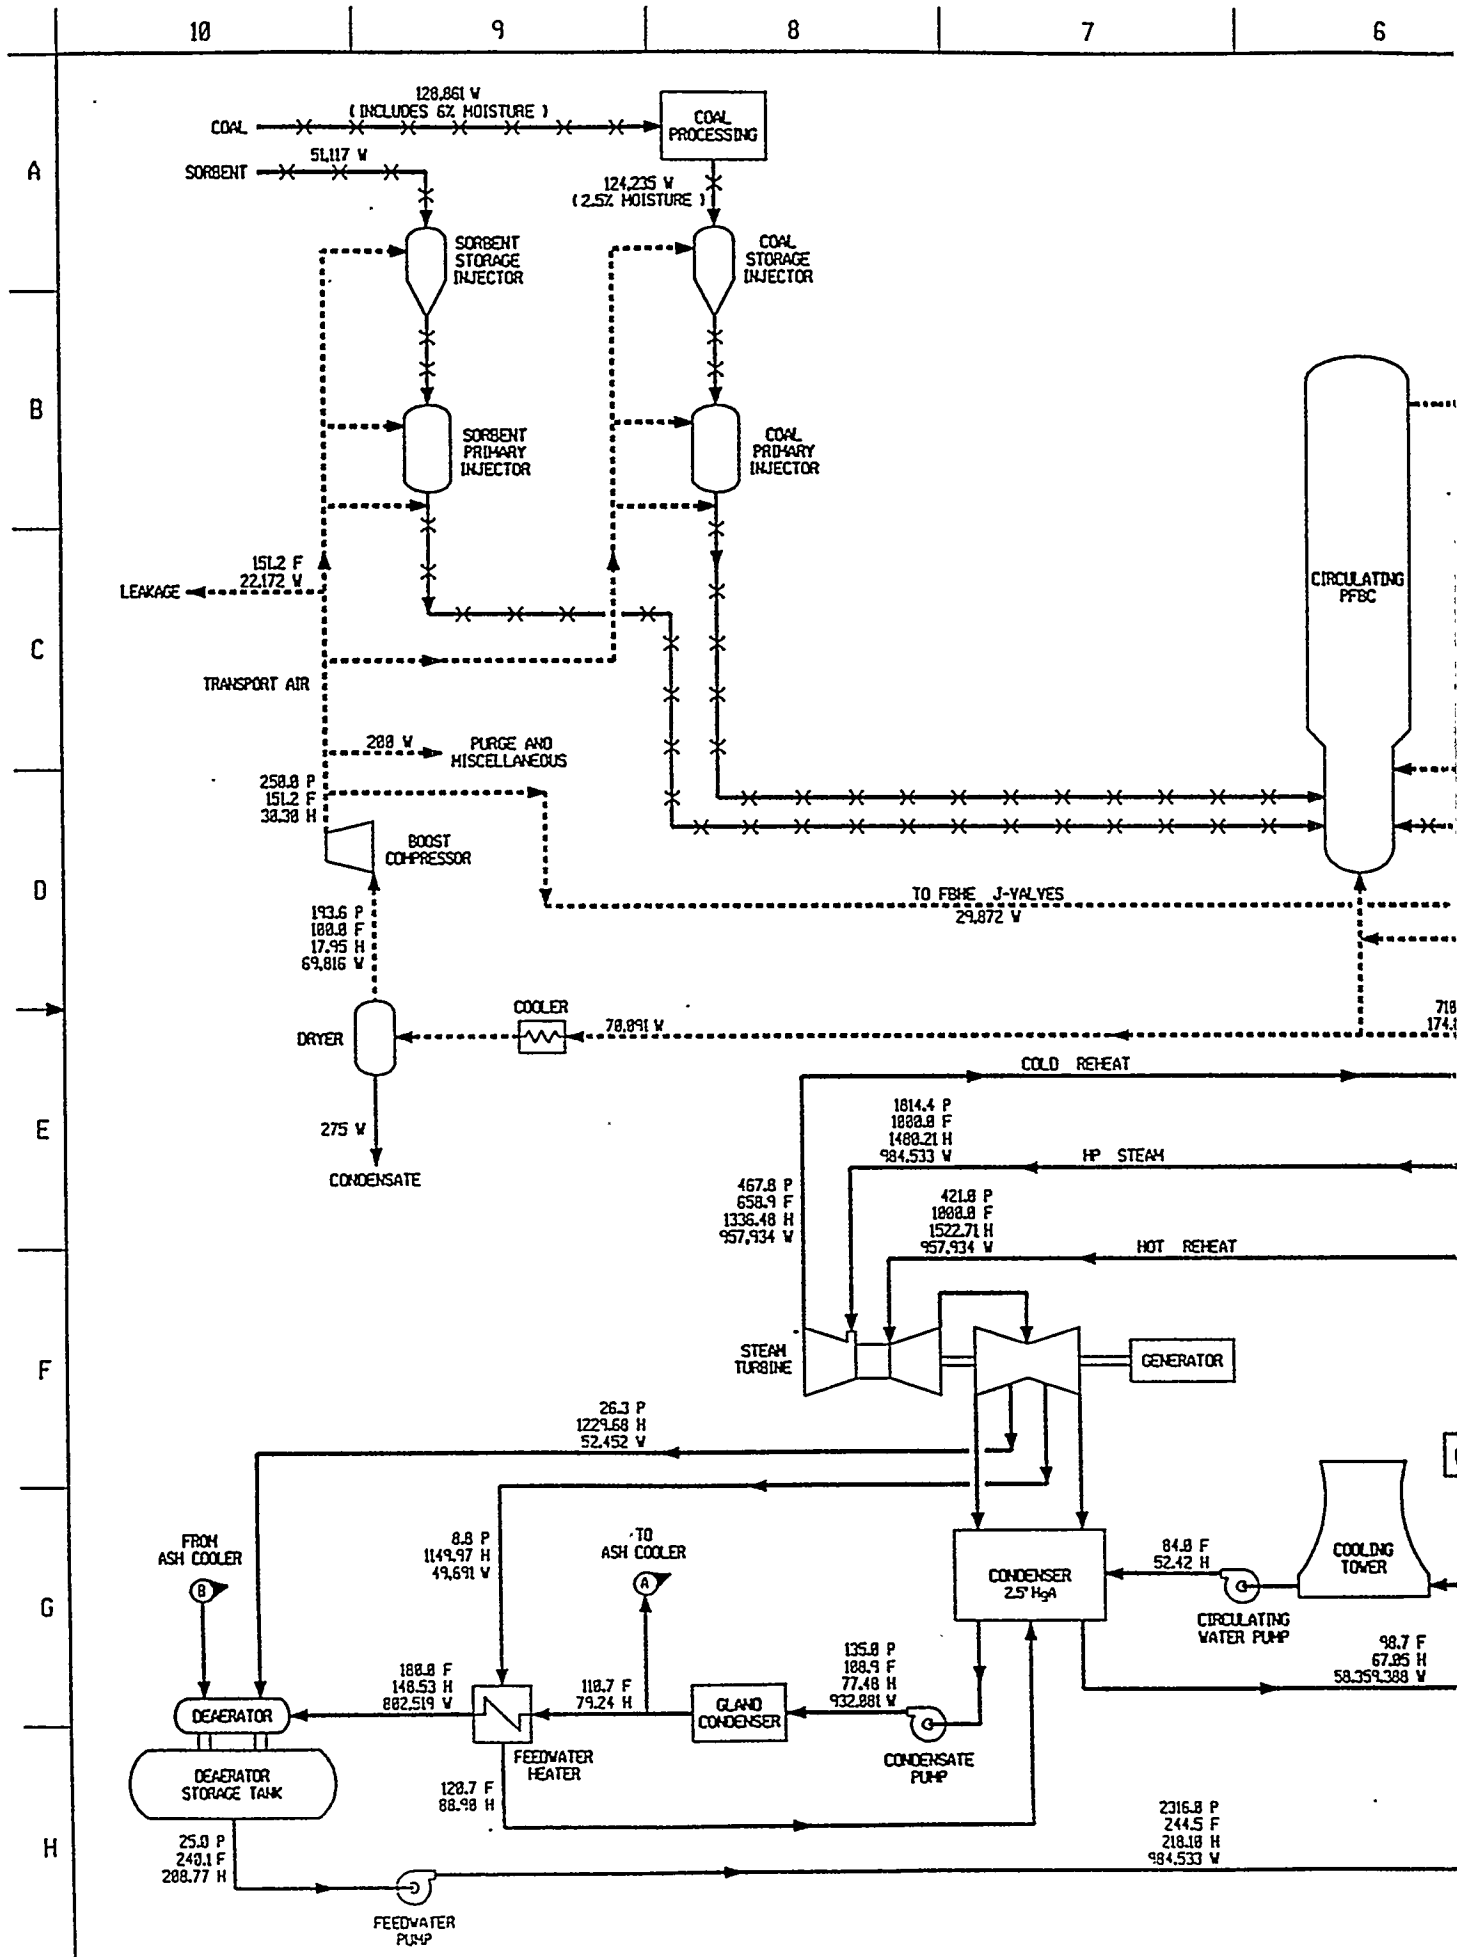 10
9
8
7
6
A
B
C
D
E
F
G
H
128,861 W
( INCLUDES 6% MOISTURE )
COAL
COAL
PROCESSING
51,117 W
SORBENT
124,235 W
( 2.5% MOISTURE )
SORBENT
STORAGE
INJECTOR
COAL
STORAGE
INJECTOR
SORBENT
PRIMARY
INJECTOR
COAL
PRIMARY
INJECTOR
151.2 F
22,172 W
LEAKAGE
CIRCULATING
PFBC
TRANSPORT AIR
200 W
PURGE AND
MISCELLANEOUS
250.0 P
151.2 F
30.30 H
BOOST
COMPRESSOR
TO FBHE J-VALVES
29,872 W
193.6 P
100.0 F
17.95 H
69,816 W
COOLER
DRYER
70,091 W
710
174.
275 W
CONDENSATE
COLD REHEAT
1814.4 P
1000.0 F
1480.21 H
984,533 W
HP STEAM
467.8 P
658.9 F
1336.48 H
957,934 W
421.0 P
1000.0 F
1522.71 H
957,934 W
HOT REHEAT
STEAM
TURBINE
GENERATOR
26.3 P
1229.68 H
52,452 W
FROM
ASH COOLER
B
8.8 P
1149.97 H
49,691 W
TO
ASH COOLER
A
CONDENSER
2.5" HgA
84.0 F
52.42 H
COOLING
TOWER
CIRCULATING
WATER PUMP
98.7 F
67.05 H
58,359,388 W
180.0 F
148.53 H
802,519 W
110.7 F
79.24 H
135.0 P
108.9 F
77.48 H
932,081 W
DEAERATOR
GLAND
CONDENSER
FEEDWATER
HEATER
CONDENSATE
PUMP
DEAERATOR
STORAGE TANK
120.7 F
88.90 H
25.0 P
240.1 F
208.77 H
2316.0 P
244.5 F
218.10 H
984,533 W
FEEDWATER
PUMP